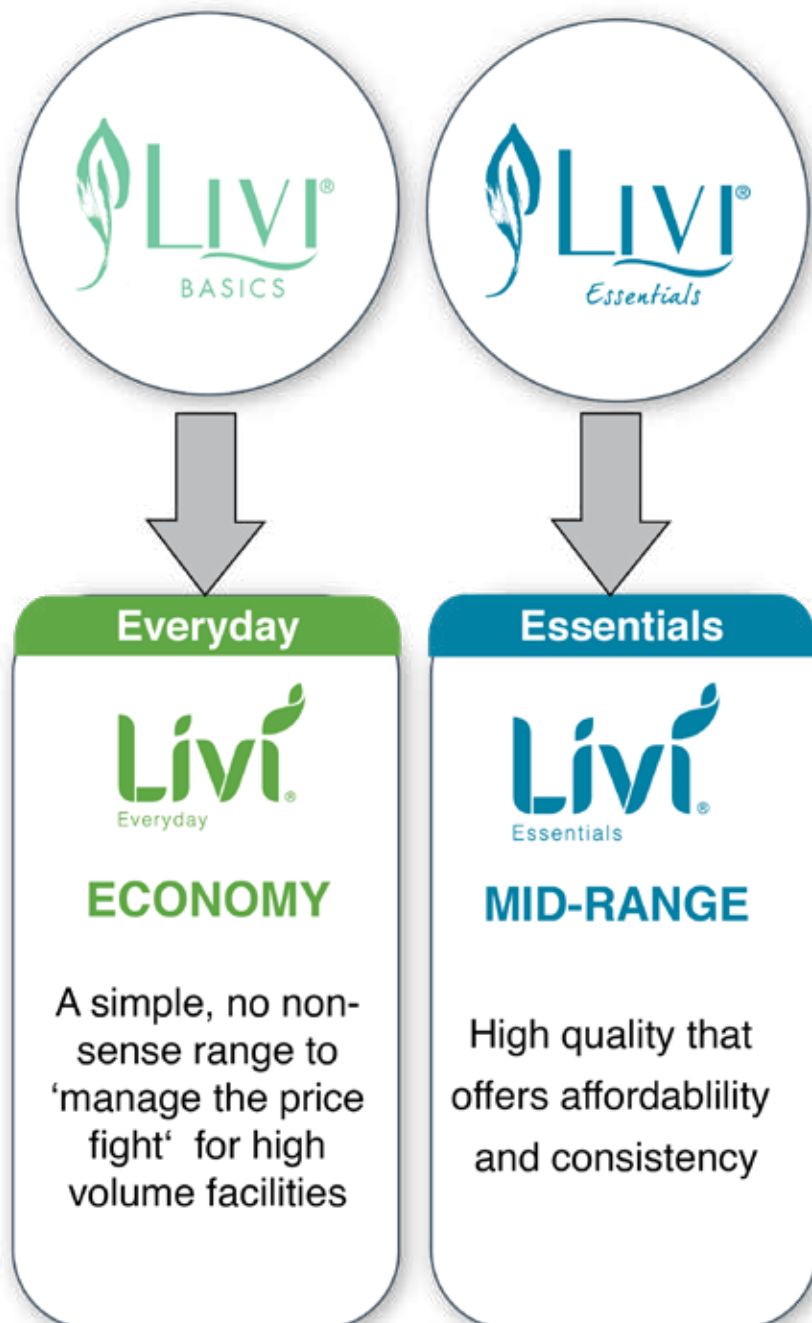 LIVI®
BASICS
LIVI®
Essentials
Everyday
Livi®
Everyday
ECONOMY
A simple, no non-
sense range to
‘manage the price
fight‘ for high
volume facilities
Essentials
Livi®
Essentials
MID-RANGE
High quality that
offers affordablility
and consistency